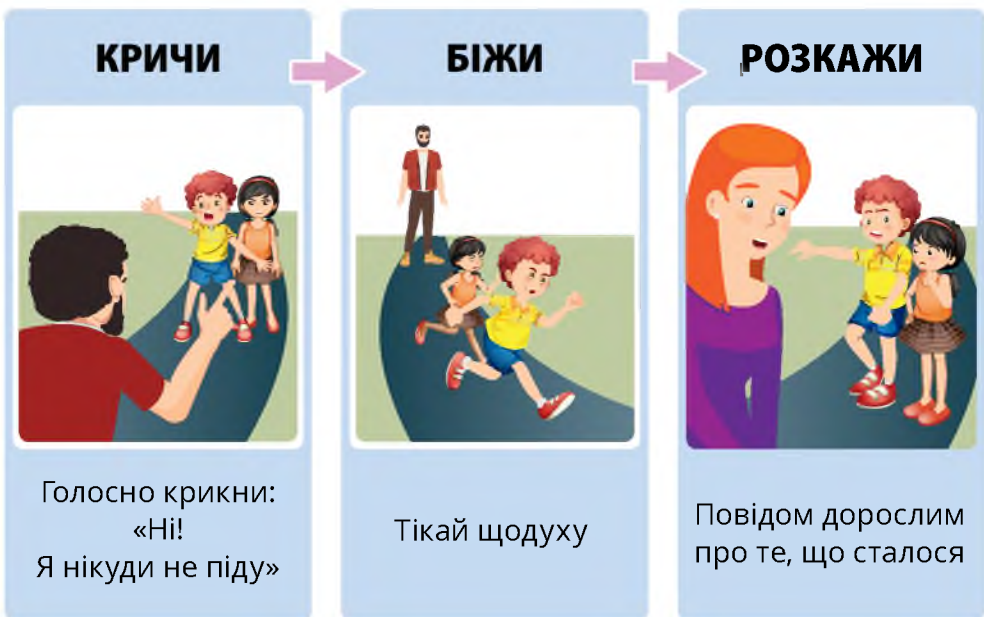 КРИЧИ
БІЖИ
РОЗКАЖИ
Голосно крикни:
«Ні!
Я нікуди не піду»
Тікай щодуху
Повідом дорослим
про те, що сталося